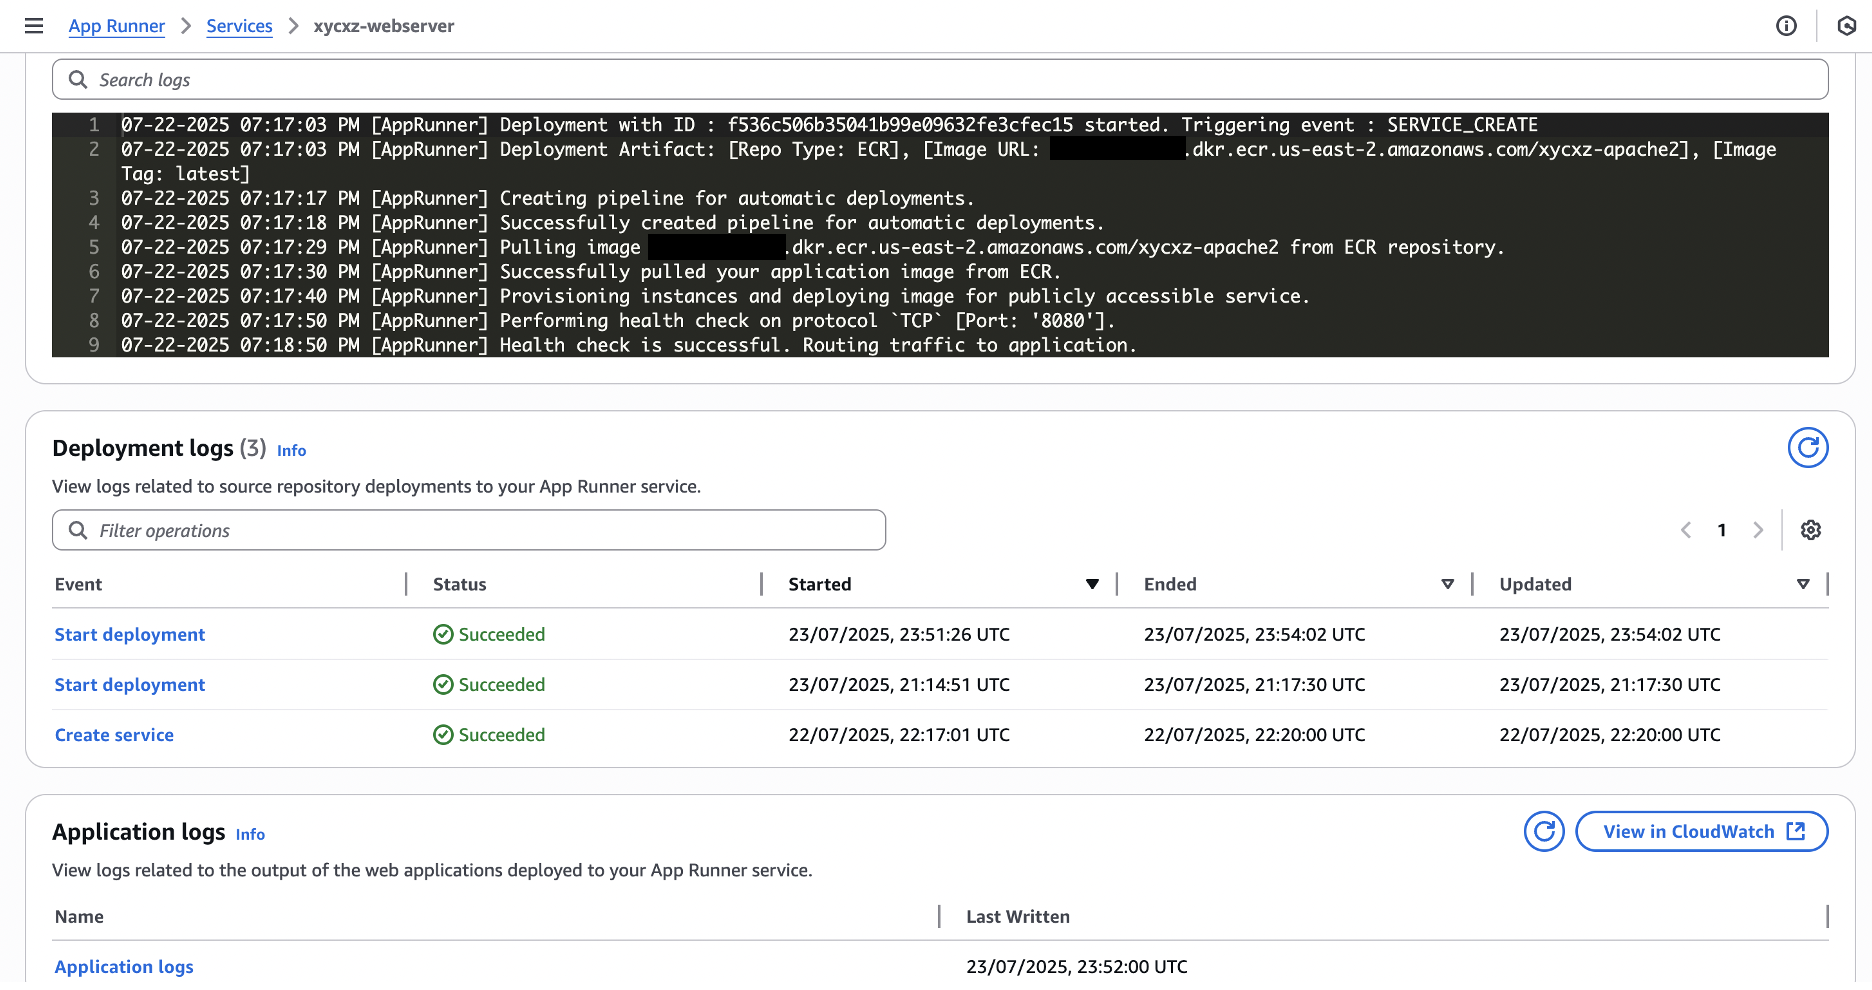 App Runner > Services > xycxz-webserver
Search logs
1 07-22-2025 07:17:03 PM [AppRunner] Deployment with ID : f536c506b35041b99e09632fe3cfec15 started. Triggering event : SERVICE_CREATE
2 07-22-2025 07:17:03 PM [AppRunner] Deployment Artifact: [Repo Type: ECR], [Image URL: .dkr.ecr.us-east-2.amazonaws.com/xycxz-apache2], [Image
Tag: latest]
3 07-22-2025 07:17:17 PM [AppRunner] Creating pipeline for automatic deployments.
4 07-22-2025 07:17:18 PM [AppRunner] Successfully created pipeline for automatic deployments.
5 07-22-2025 07:17:29 PM [AppRunner] Pulling image .dkr.ecr.us-east-2.amazonaws.com/xycxz-apache2 from ECR repository.
6 07-22-2025 07:17:30 PM [AppRunner] Successfully pulled your application image from ECR.
7 07-22-2025 07:17:40 PM [AppRunner] Provisioning instances and deploying image for publicly accessible service.
8 07-22-2025 07:17:50 PM [AppRunner] Performing health check on protocol `TCP` [Port: '8080'].
9 07-22-2025 07:18:50 PM [AppRunner] Health check is successful. Routing traffic to application.
Deployment logs (3) Info
View logs related to source repository deployments to your App Runner service.
Filter operations
1
Event Status Started Ended Updated
Start deployment Succeeded 23/07/2025, 23:51:26 UTC 23/07/2025, 23:54:02 UTC 23/07/2025, 23:54:02 UTC
Start deployment Succeeded 23/07/2025, 21:14:51 UTC 23/07/2025, 21:17:30 UTC 23/07/2025, 21:17:30 UTC
Create service Succeeded 22/07/2025, 22:17:01 UTC 22/07/2025, 22:20:00 UTC 22/07/2025, 22:20:00 UTC
Application logs Info
View in CloudWatch
View logs related to the output of the web applications deployed to your App Runner service.
Name Last Written
Application logs 23/07/2025, 23:52:00 UTC